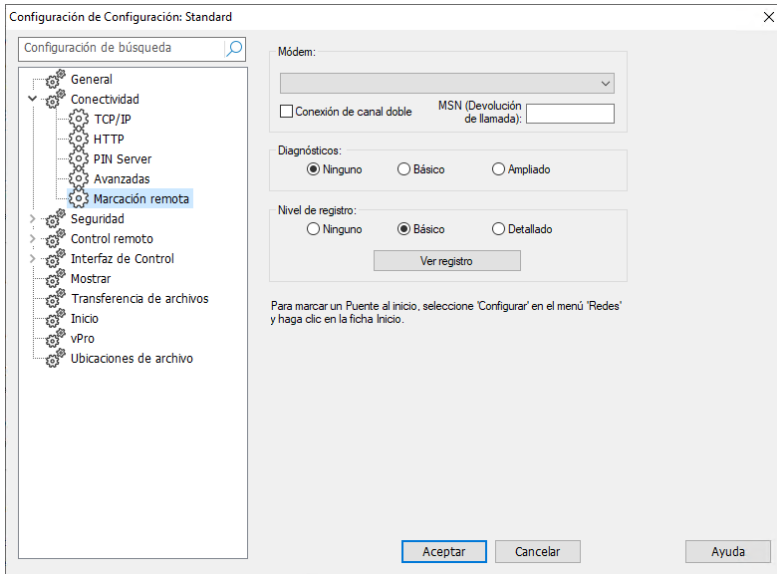 Configuración de Configuración: Standard
Configuración de búsqueda
General
Conectividad
TCP/IP
HTTP
PIN Server
Avanzadas
Marcación remota
Seguridad
Control remoto
Interfaz de Control
Mostrar
Transferencia de archivos
Inicio
vPro
Ubicaciones de archivo
Módem:
Conexión de canal doble
MSN (Devolución
de llamada):
Diagnósticos:
Ninguno Básico Ampliado
Nivel de registro:
Ninguno Básico Detallado
Ver registro
Para marcar un Puente al inicio, seleccione 'Configurar' en el menú 'Redes'
y haga clic en la ficha Inicio.
Aceptar Cancelar Ayuda